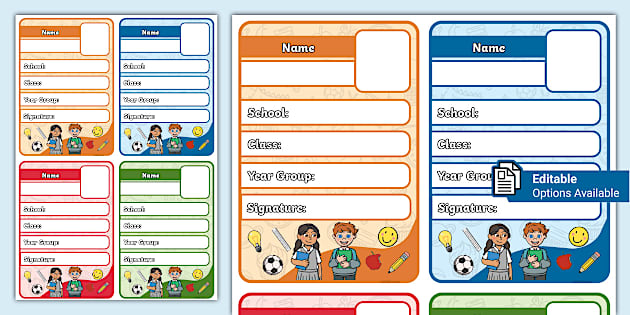 Name
School:
Class:
Year Group:
Signature:
Name
School:
Class:
Year Group:
Signature:
Name
School:
Class:
Year Group:
Signature:
Name
School:
Class:
Year Group:
Signature:
Name
School:
Class:
Year Group:
Signature:
Name
School:
Class:
Year Grou
Signature:
Editable
Options Available